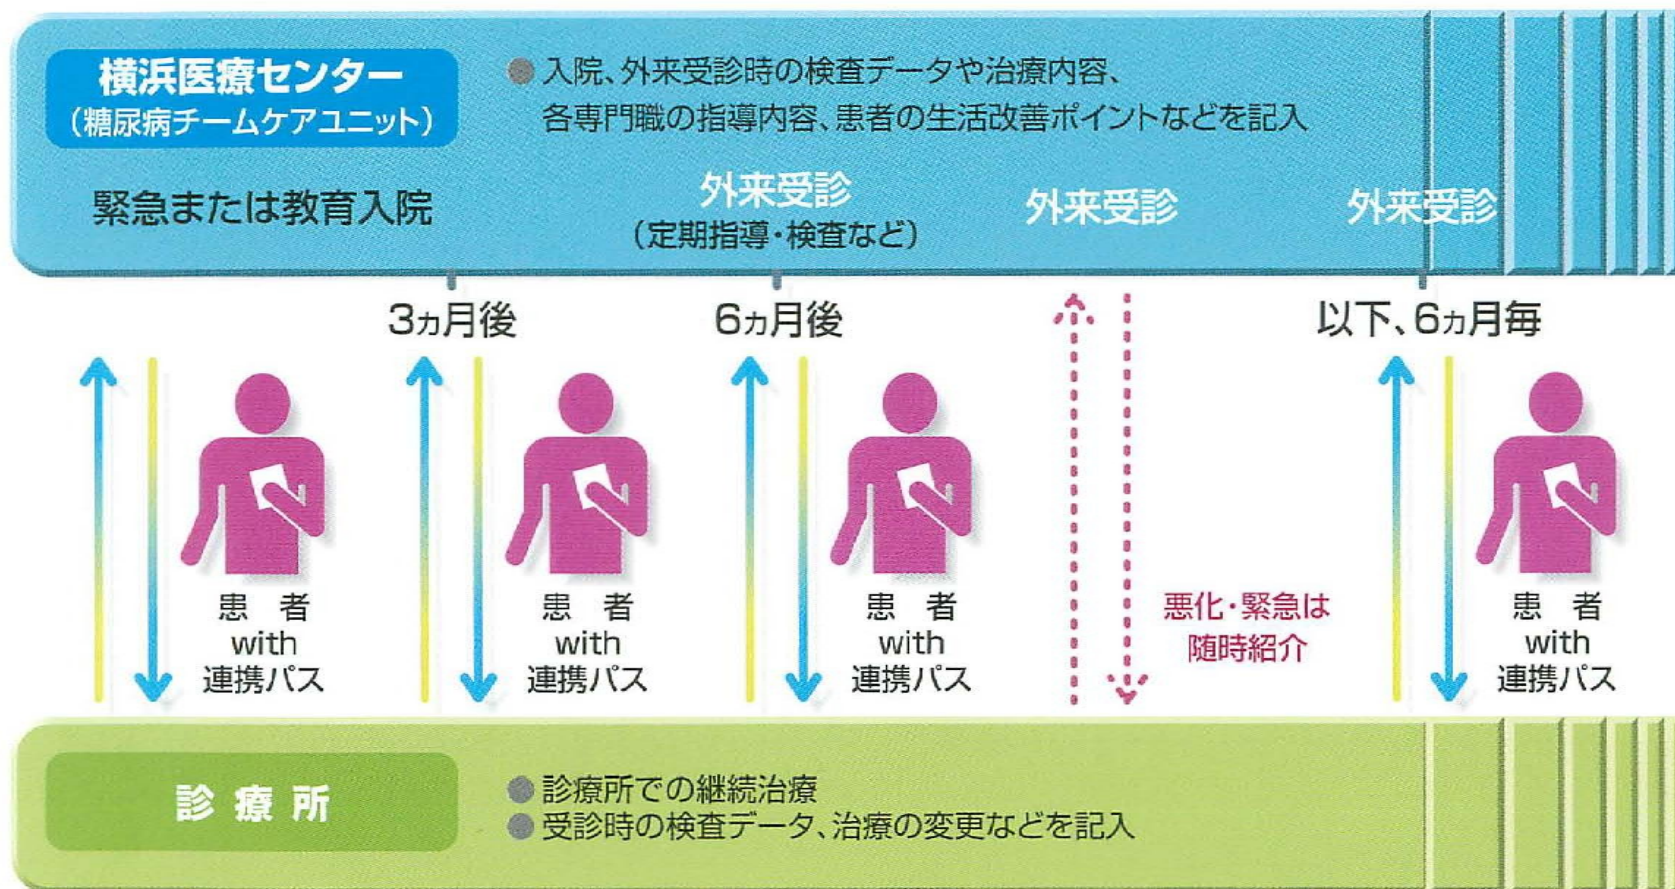 横浜医療センター
（糖尿病チームケアユニット）
●入院、外来受診時の検査データや治療内容、
各専門職の指導内容、患者の生活改善ポイントなどを記入
緊急または教育入院
外来受診
（定期指導・検査など）
外来受診
外来受診
3ヵ月後
6ヵ月後
以下、6ヵ月毎
患 者
with
連携パス
患 者
with
連携パス
患 者
with
連携パス
悪化・緊急は
随時紹介
患 者
with
連携パス
診 療 所
●診療所での継続治療
●受診時の検査データ、治療の変更などを記入